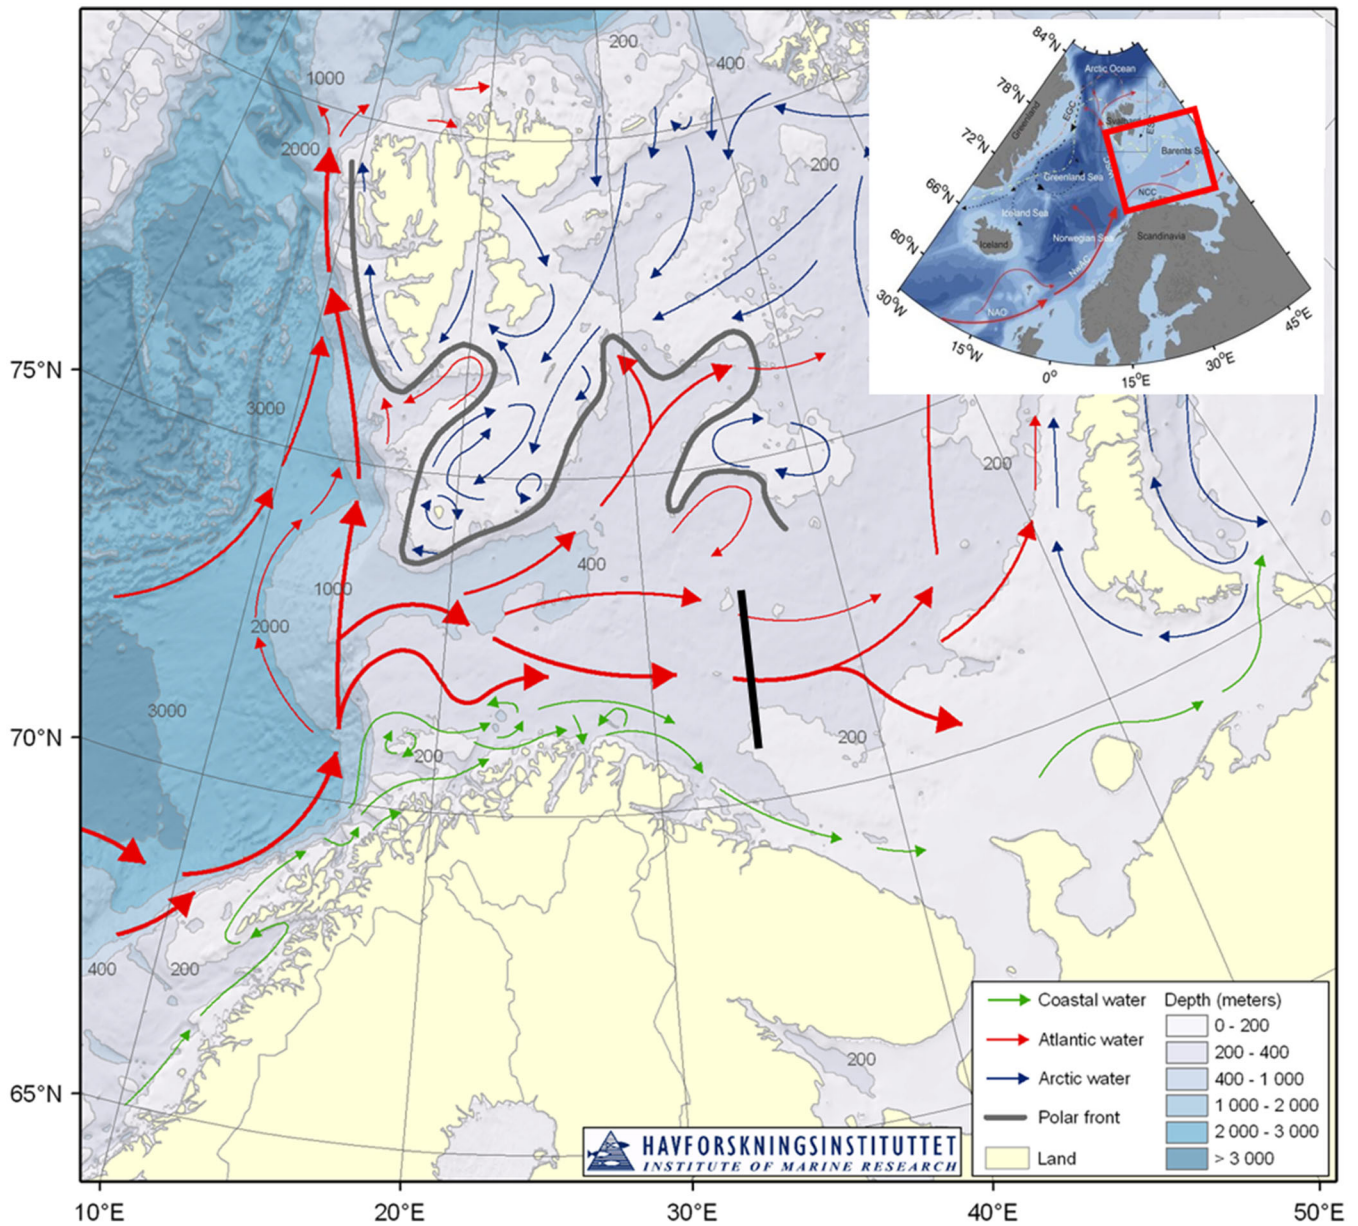 200
400
1000
2000
200
3000
1000
400
2000
3000
200
200
200
400
200
200
75°N
70°N
65°N
10°E
20°E
30°E
40°E
50°E
84°N
78°N
72°N
66°N
60°N
30°W
15°W
0°
15°E
30°E
45°E
Arctic Ocean
Greenland
EGC
Greenland Sea
Barents Se
NCC
Iceland Sea
Iceland
Norwegian Sea
Scandinavia
NwAC
NAC
Coastal water
Atlantic water
Arctic water
Polar front
Land
Depth (meters)
0 - 200
200 - 400
400 - 1 000
1 000 - 2 000
2 000 - 3 000
> 3 000
HAVFORSKNINGSINSTITUTTET
INSTITUTE OF MARINE RESEARCH